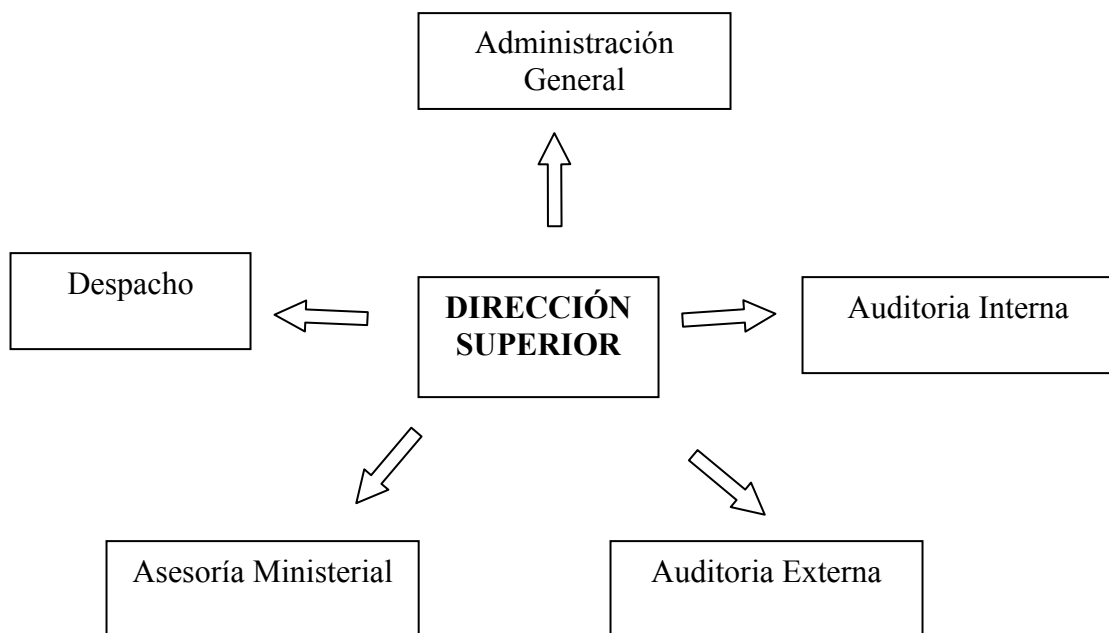 Administración
General
Despacho
DIRECCIÓN
SUPERIOR
Auditoria Interna
Asesoría Ministerial
Auditoria Externa